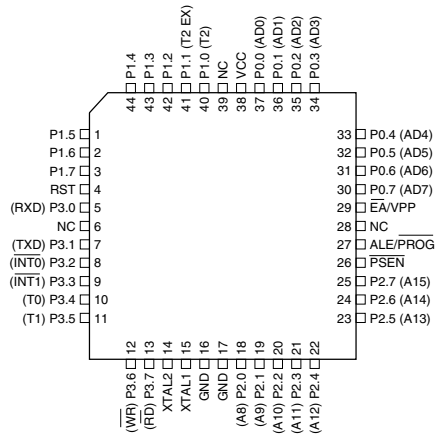 P1.4
P1.3
P1.2
P1.1 (T2 EX)
P1.0 (T2)
NC
VCC
P0.0 (AD0)
P0.1 (AD1)
P0.2 (AD2)
P0.3 (AD3)
44
43
42
41
40
39
38
37
36
35
34
P1.5 1
P1.6 2
P1.7 3
RST 4
(RXD) P3.0 5
NC 6
(TXD) P3.1 7
(INT0) P3.2 8
(INT1) P3.3 9
(T0) P3.4 10
(T1) P3.5 11
33 P0.4 (AD4)
32 P0.5 (AD5)
31 P0.6 (AD6)
30 P0.7 (AD7)
29 EA/VPP
28 NC
27 ALE/PROG
26 PSEN
25 P2.7 (A15)
24 P2.6 (A14)
23 P2.5 (A13)
12
13
14
15
16
17
18
19
20
21
22
(WR) P3.6
(RD) P3.7
XTAL2
XTAL1
GND
GND
(A8) P2.0
(A9) P2.1
(A10) P2.2
(A11) P2.3
(A12) P2.4